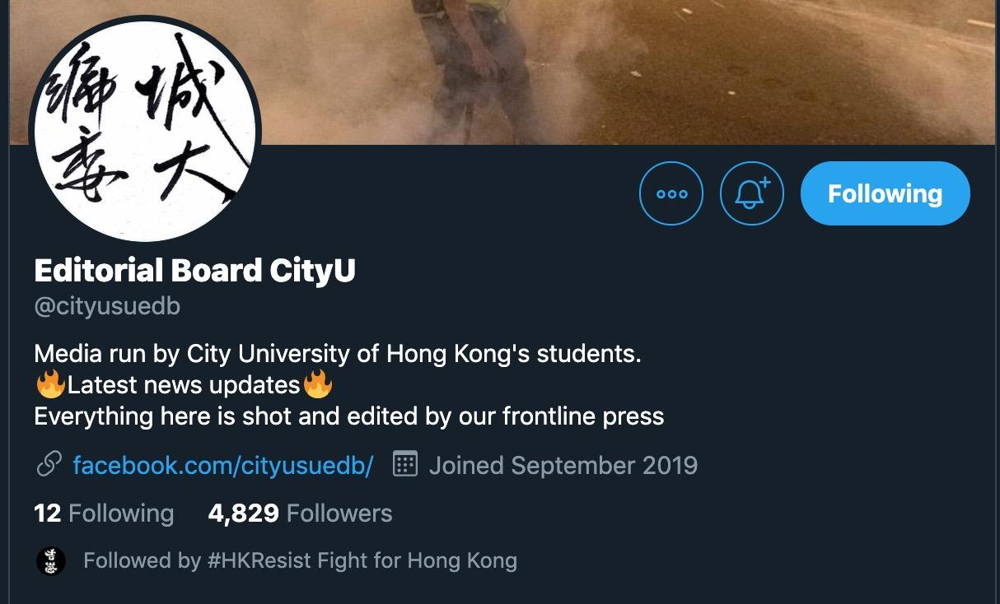 城大
編委
Following
Editorial Board CityU
@cityusuedb
Media run by City University of Hong Kong's students.
🔥Latest news updates🔥
Everything here is shot and edited by our frontline press
facebook.com/cityusuedb/ Joined September 2019
12 Following 4,829 Followers
香港
Followed by #HKResist Fight for Hong Kong